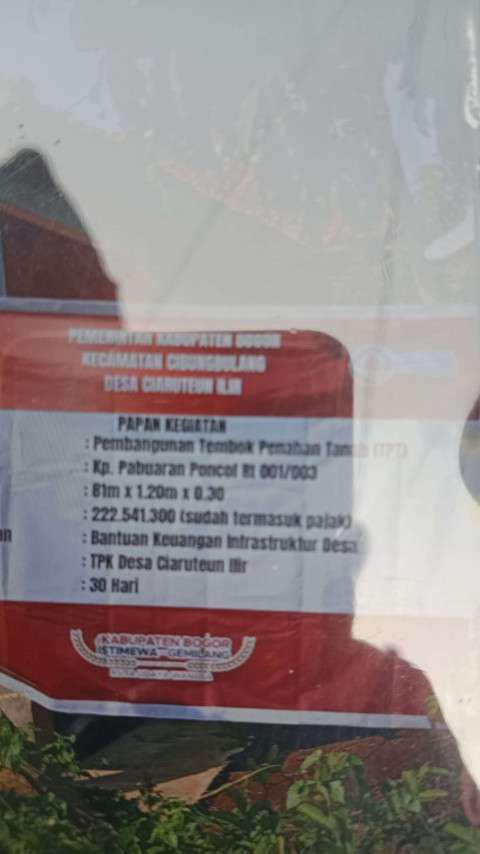 PEMERINTAH KABUPATEN BOGOR
KECAMATAN CIBUNGBULANG
DESA CIARUTEUN ILIR
PAPAN KEGIATAN
: Pembangunan Tembok Penahan Tanah (TPT)
: Kp. Pabuaran Poncol Rt 001/003
: 81m x 1.20m x 0.30
: 222.541.300 (sudah termasuk pajak)
an : Bantuan Keuangan Infrastruktur Desa
: TPK Desa Ciaruteun Ilir
: 30 Hari
KABUPATEN BOGOR
ISTIMEWA GEMILANG